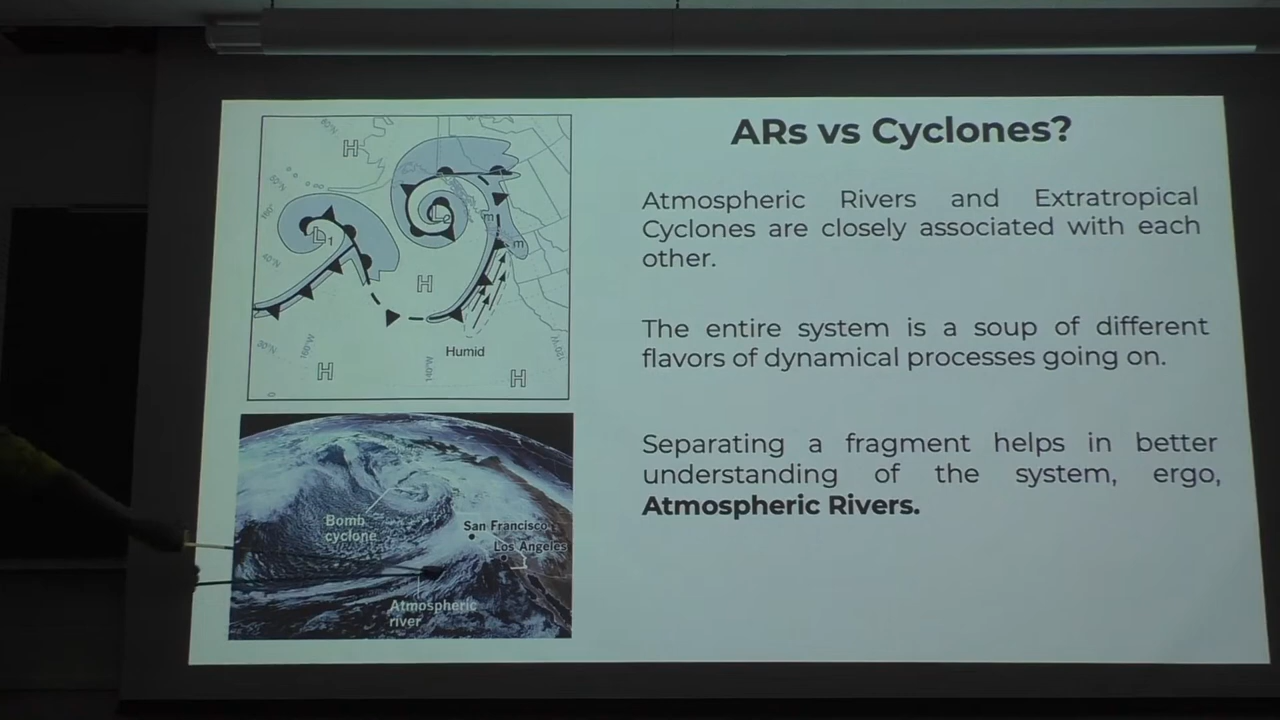 ARs vs Cyclones?
Atmospheric Rivers and Extratropical
Cyclones are closely associated with each
other.
The entire system is a soup of different
flavors of dynamical processes going on.
Separating a fragment helps in better
understanding of the system, ergo,
Atmospheric Rivers.
H
L1
L2
m
m
H
Humid
H
H
Bomb
cyclone
San Francisco
Los Angeles
Atmospheric
river